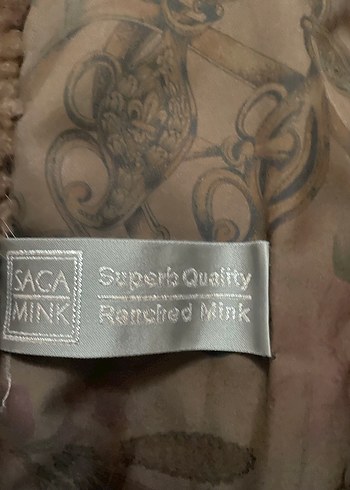 SAGA
MINK
Superb Quality
Ranched Mink